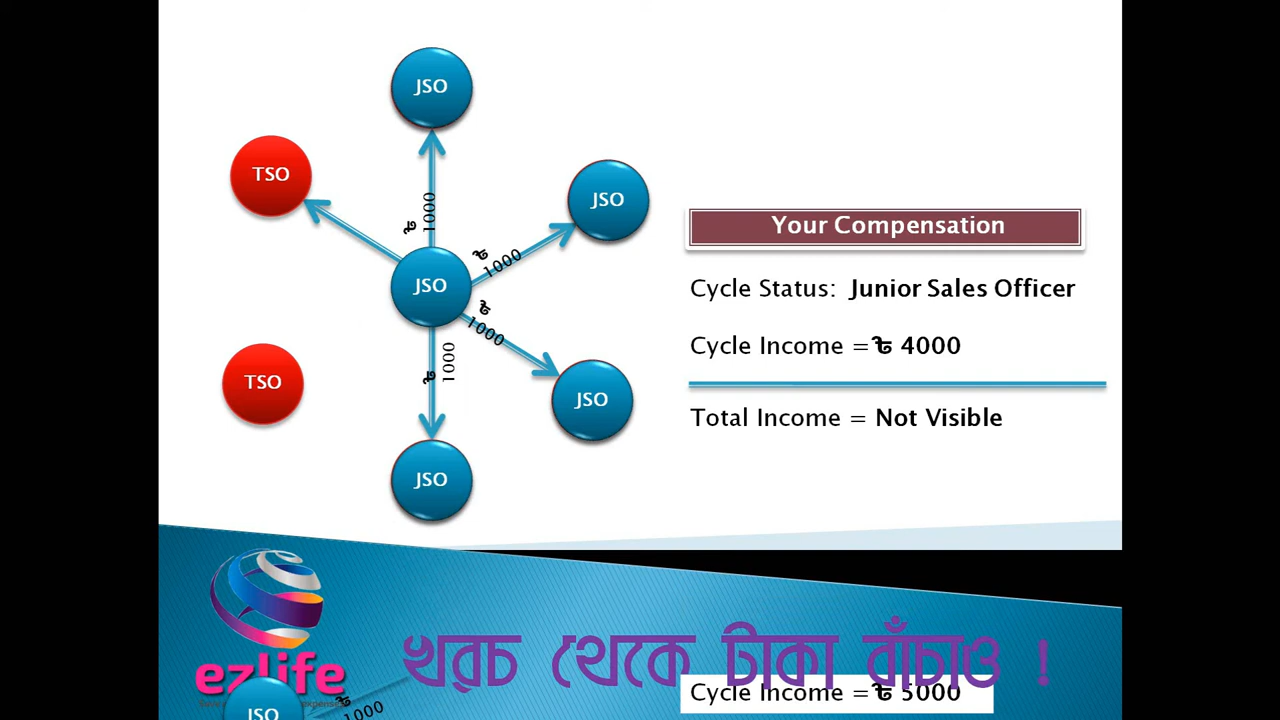 JSO
TSO
JSO
৳ 1000
৳ 1000
JSO
৳ 1000
৳ 1000
TSO
JSO
JSO
Your Compensation
Cycle Status: Junior Sales Officer
Cycle Income = ৳ 4000
Total Income = Not Visible
ezlife
খরচ থেকে টাকা বাঁচাও !
Cycle Income = ৳ 5000
JSO
৳ 1000